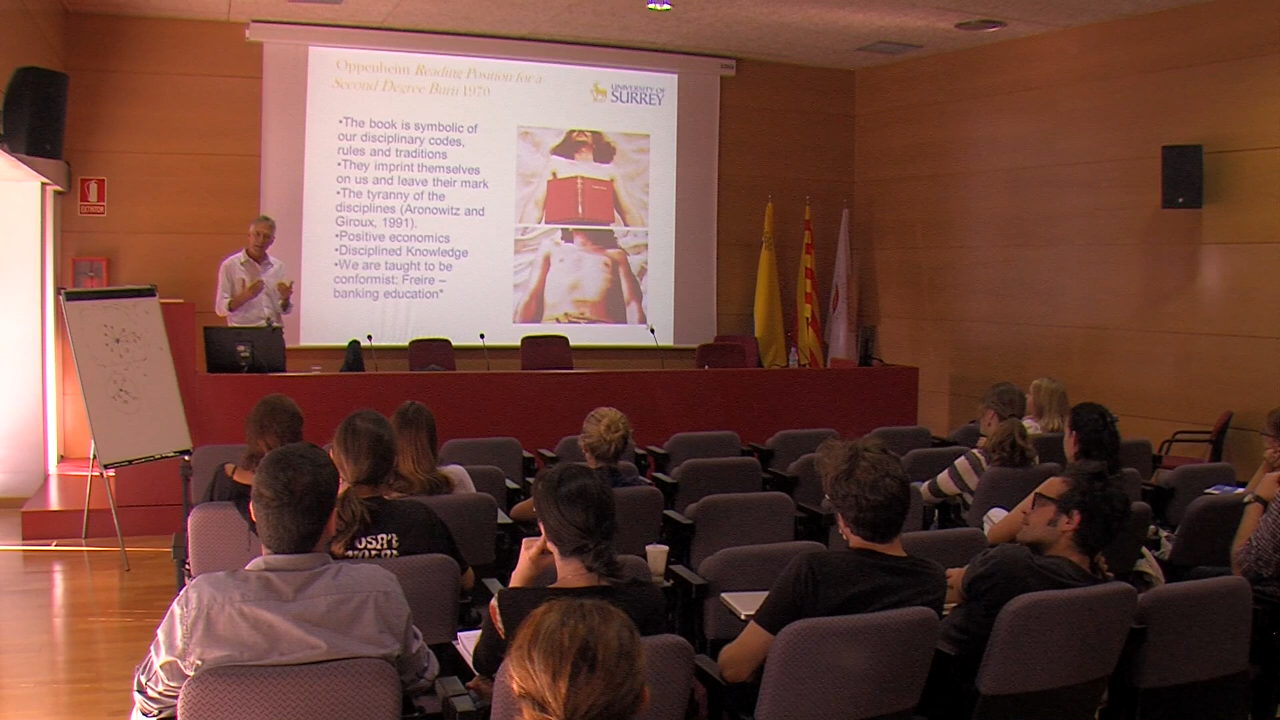 Oppenheim Reading Position for a
Second Degree Burn 1970
UNIVERSITY OF
SURREY
•The book is symbolic of
our disciplinary codes,
rules and traditions
•They imprint themselves
on us and leave their mark
•The tyranny of the
disciplines (Aronowitz and
Giroux, 1991).
•Positive economics
•Disciplined Knowledge
•We are taught to be
conformist: Freire –
banking education"
EXTINTOR